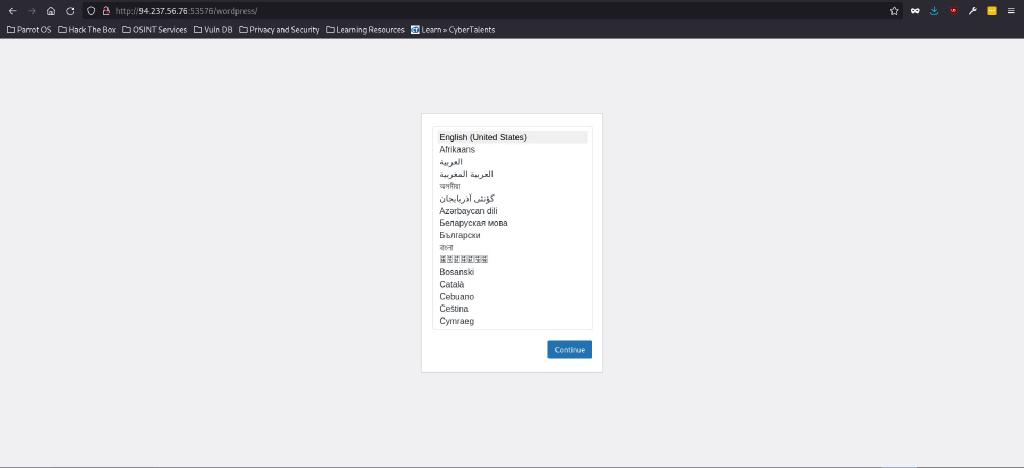 http://94.237.56.76:53576/wordpress/
Parrot OS Hack The Box OSINT Services Vuln DB Privacy and Security Learning Resources Learn » CyberTalents
English (United States)
Afrikaans
العربية
العربية المغربية
অসমীয়া
گؤنئی آذربایجان
Azərbaycan dili
Беларуская мова
Български
বাংলা
Bosanski
Català
Cebuano
Čeština
Cymraeg
Continue